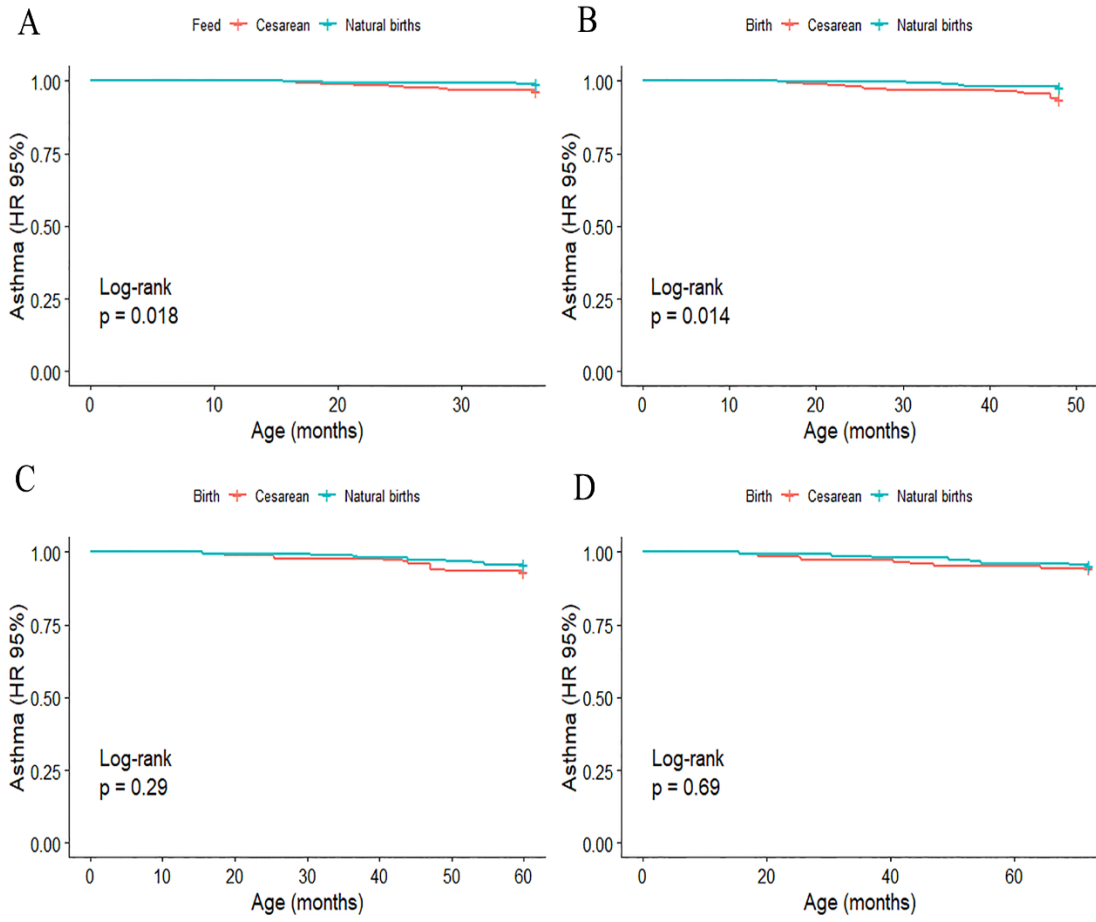 A
Feed Cesarean Natural births
Asthma (HR 95%)
1.00
0.75
0.50
0.25
0.00
Log-rank
p = 0.018
0 10 20 30
Age (months)
B
Birth Cesarean Natural births
Asthma (HR 95%)
1.00
0.75
0.50
0.25
0.00
Log-rank
p = 0.014
0 10 20 30 40 50
Age (months)
C
Birth Cesarean Natural births
Asthma (HR 95%)
1.00
0.75
0.50
0.25
0.00
Log-rank
p = 0.29
0 10 20 30 40 50 60
Age (months)
D
Birth Cesarean Natural births
Asthma (HR 95%)
1.00
0.75
0.50
0.25
0.00
Log-rank
p = 0.69
0 20 40 60
Age (months)